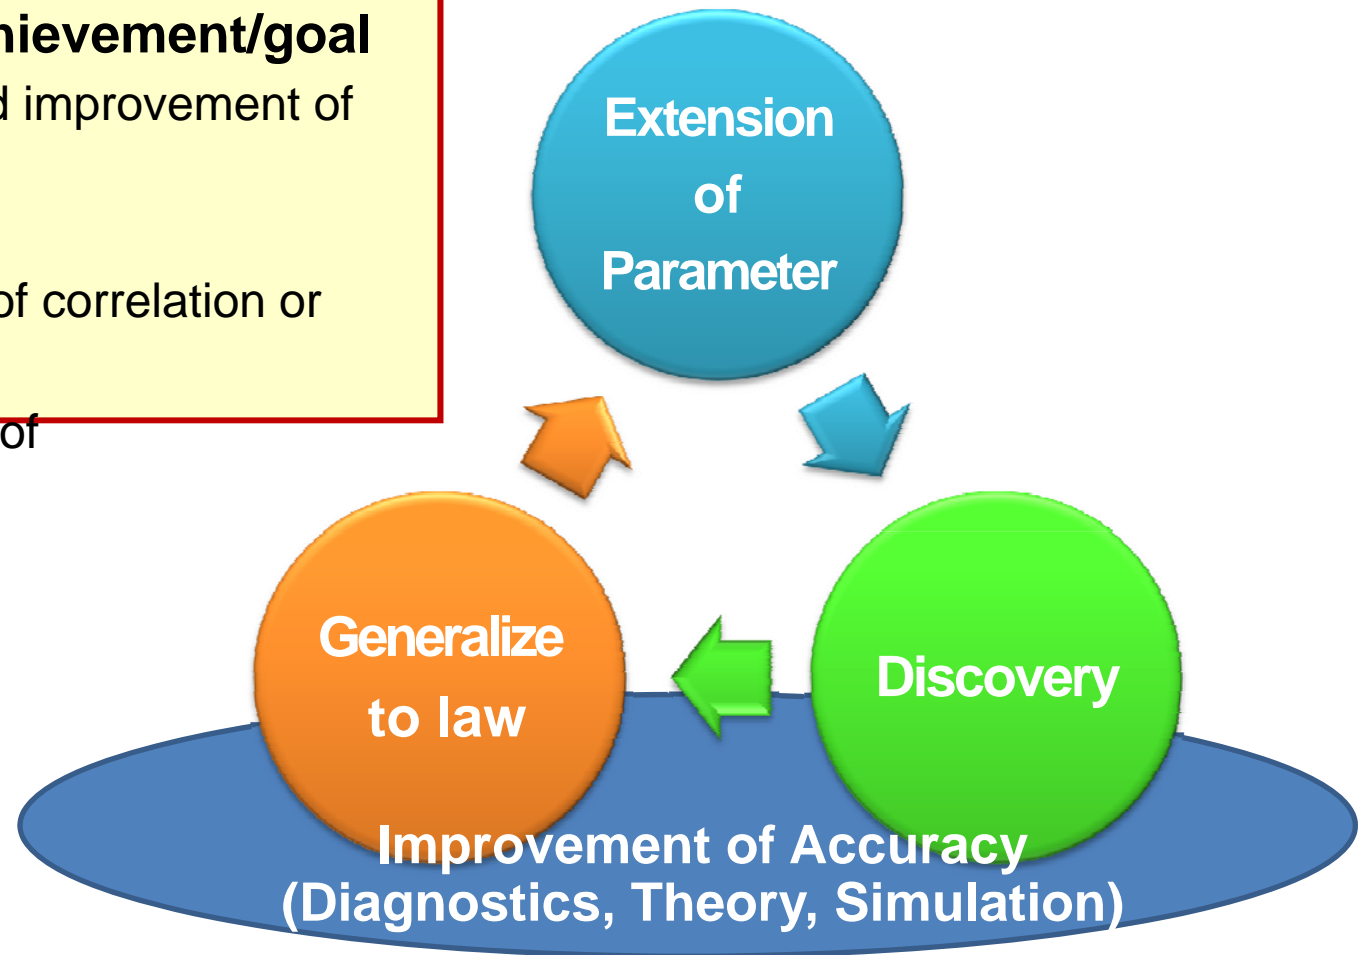 hievement/goal
d improvement of
of correlation or
of
Extension
of
Parameter
Generalize
to law
Discovery
Improvement of Accuracy
(Diagnostics, Theory, Simulation)